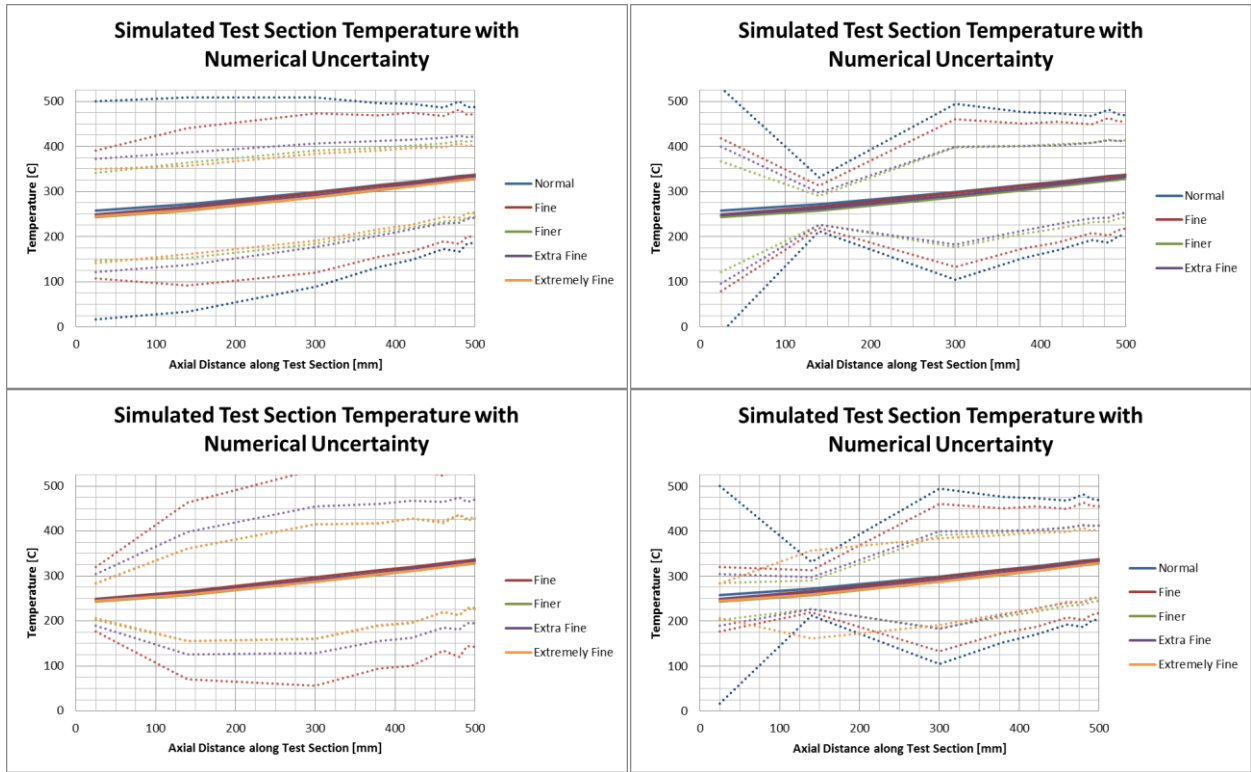 Simulated Test Section Temperature with
Numerical Uncertainty
Temperature [C]
500
400
300
200
100
0
0 100 200 300 400 500
Axial Distance along Test Section [mm]
Normal
Fine
Finer
Extra Fine
Extremely Fine
Simulated Test Section Temperature with
Numerical Uncertainty
Temperature [C]
500
400
300
200
100
0
0 100 200 300 400 500
Axial Distance along Test Section [mm]
Normal
Fine
Finer
Extra Fine
Simulated Test Section Temperature with
Numerical Uncertainty
Temperature [C]
500
400
300
200
100
0
0 100 200 300 400 500
Axial Distance along Test Section [mm]
Fine
Finer
Extra Fine
Extremely Fine
Simulated Test Section Temperature with
Numerical Uncertainty
Temperature [C]
500
400
300
200
100
0
0 100 200 300 400 500
Axial Distance along Test Section [mm]
Normal
Fine
Finer
Extra Fine
Extremely Fine